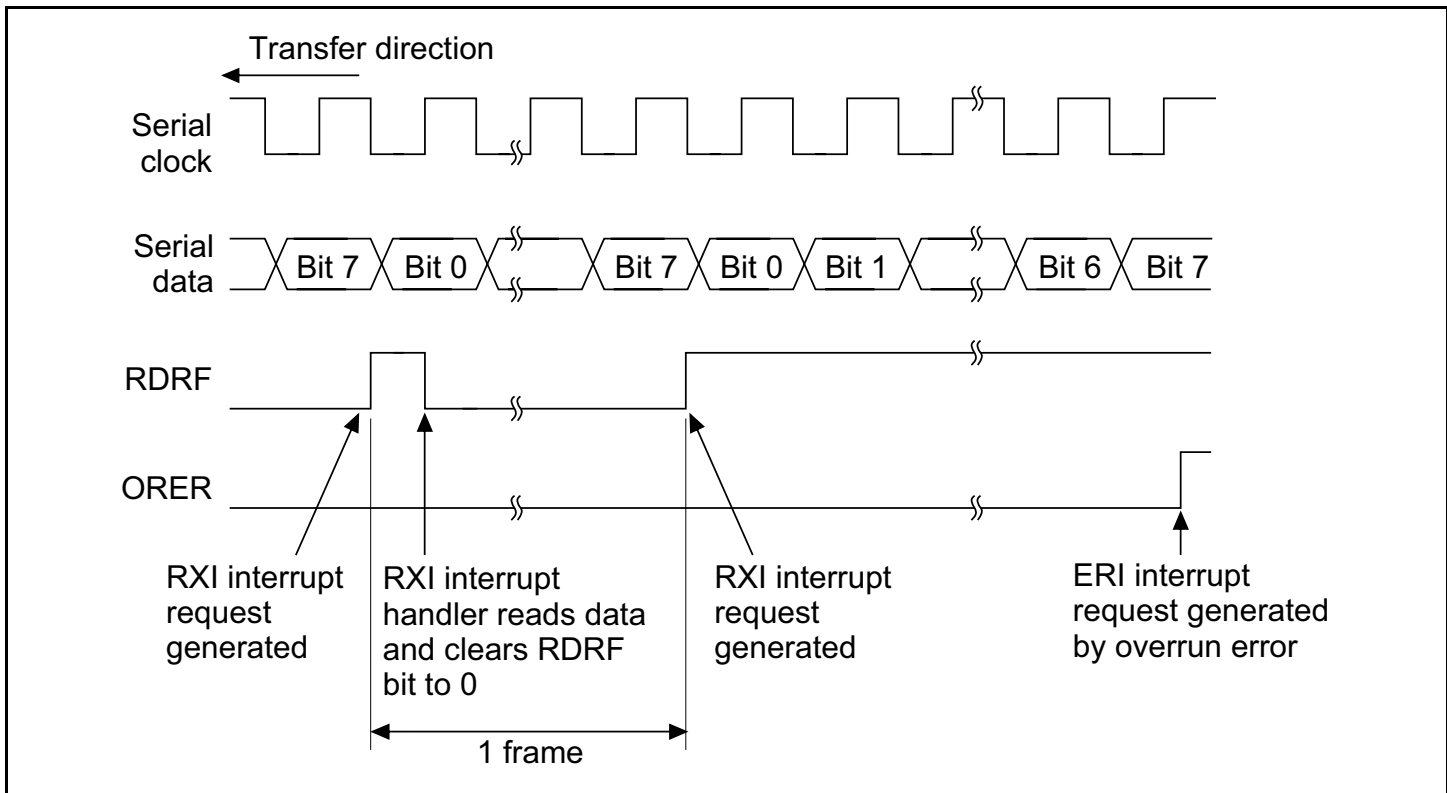 Transfer direction
Serial
clock
Serial
data
Bit 7 Bit 0 Bit 7 Bit 0 Bit 1 Bit 6 Bit 7
RDRF
ORER
RXI interrupt
request
generated
RXI interrupt
handler reads data
and clears RDRF
bit to 0
RXI interrupt
request
generated
ERI interrupt
request generated
by overrun error
1 frame